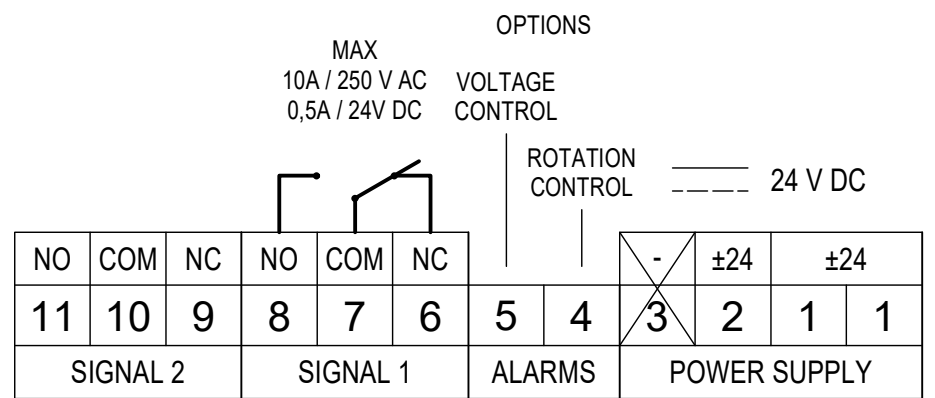 OPTIONS
MAX
10A / 250 V AC
0,5A / 24V DC
VOLTAGE
CONTROL
ROTATION
CONTROL
24 V DC
NO COM NC NO COM NC - ±24 ±24
11 10 9 8 7 6 5 4 3 2 1 1
SIGNAL 2 SIGNAL 1 ALARMS POWER SUPPLY